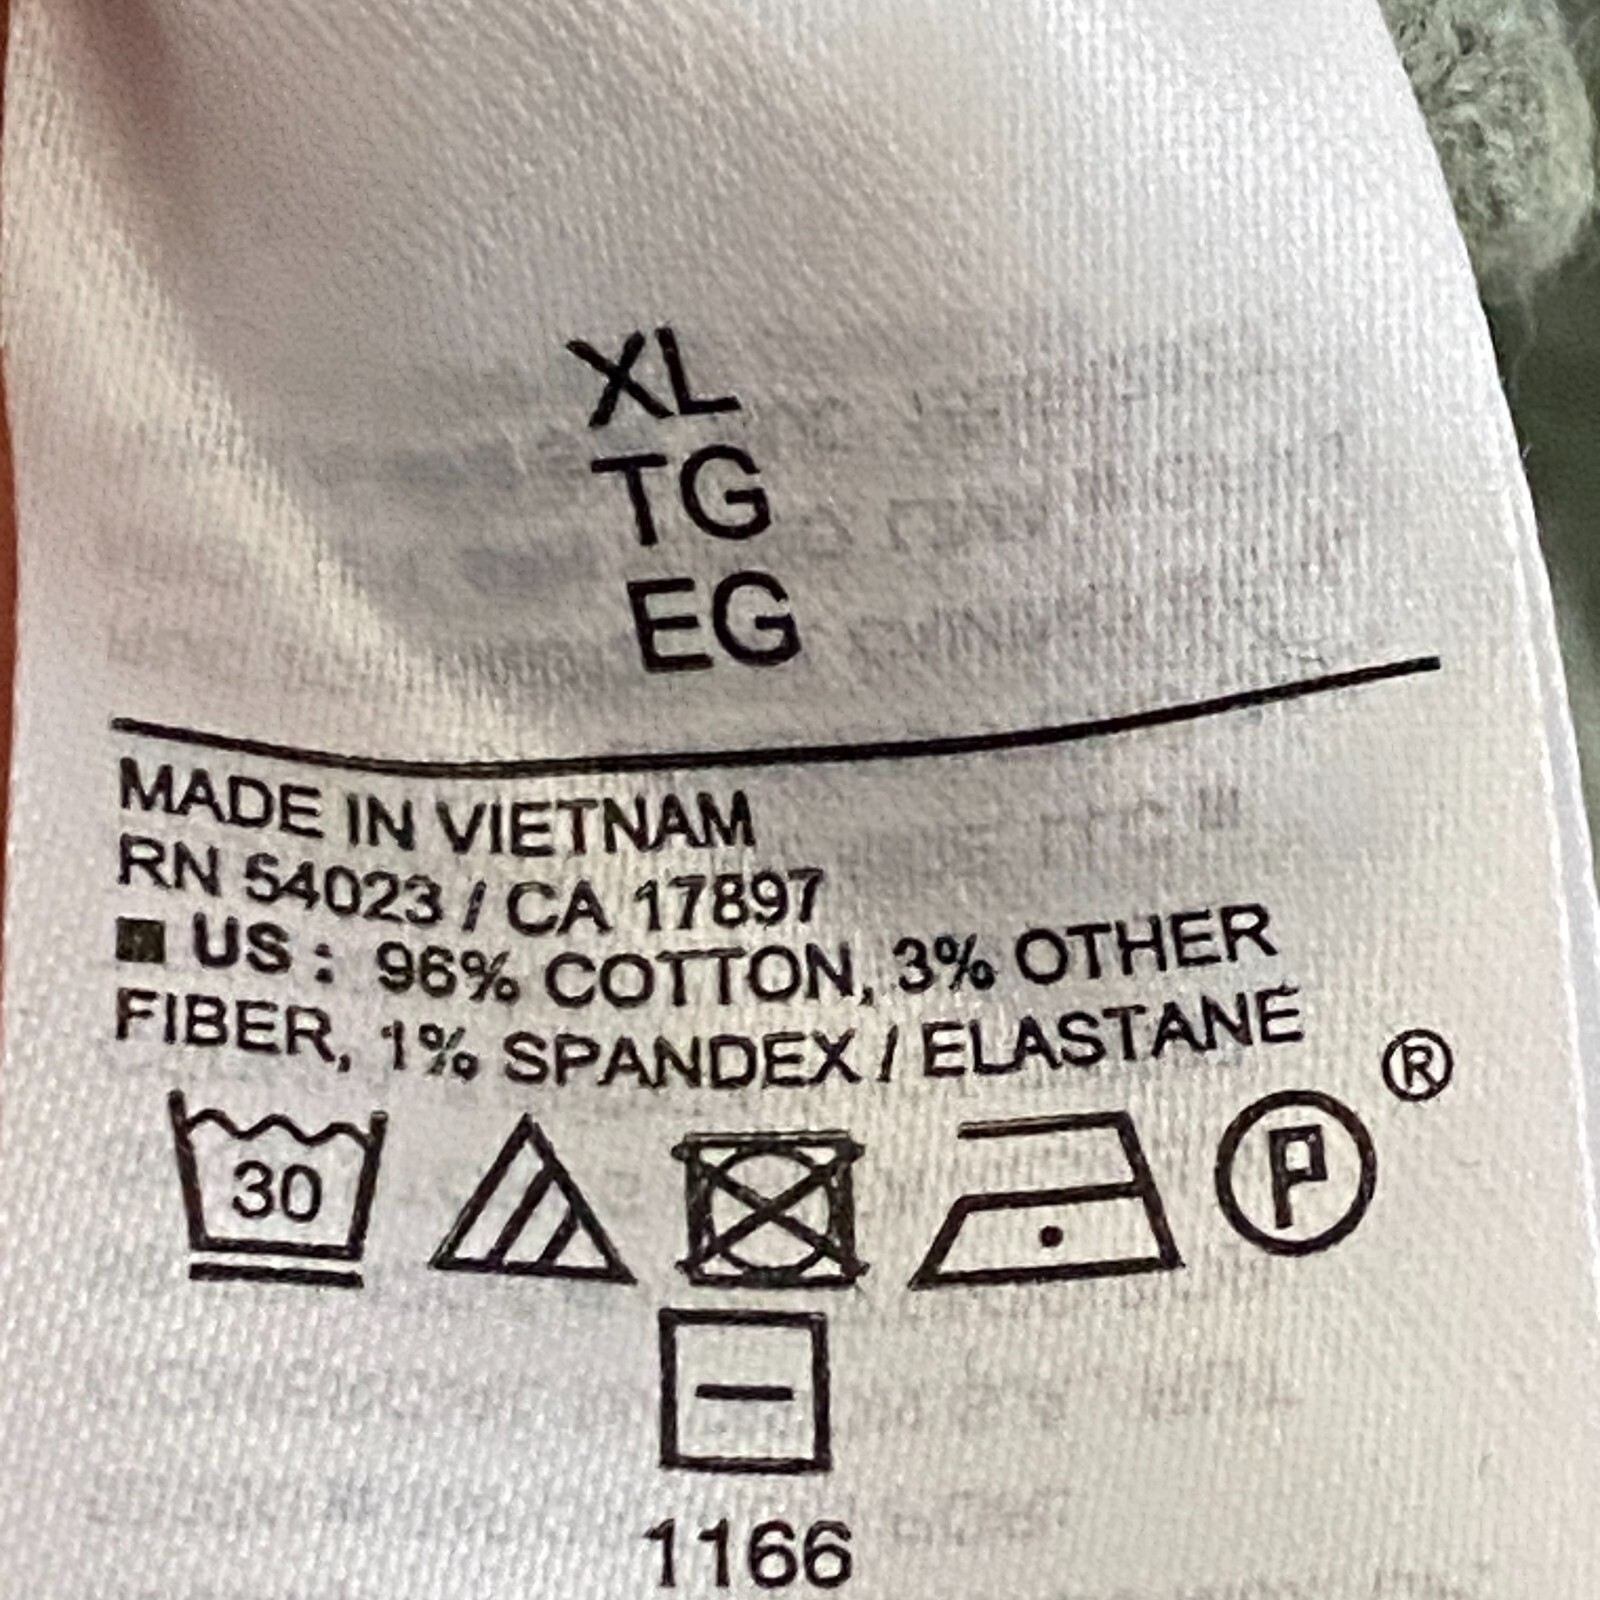 XL
TG
EG
MADE IN VIETNAM
RN 54023 / CA 17897
■ US : 96% COTTON, 3% OTHER
FIBER, 1% SPANDEX / ELASTANE
®
30
P
1166